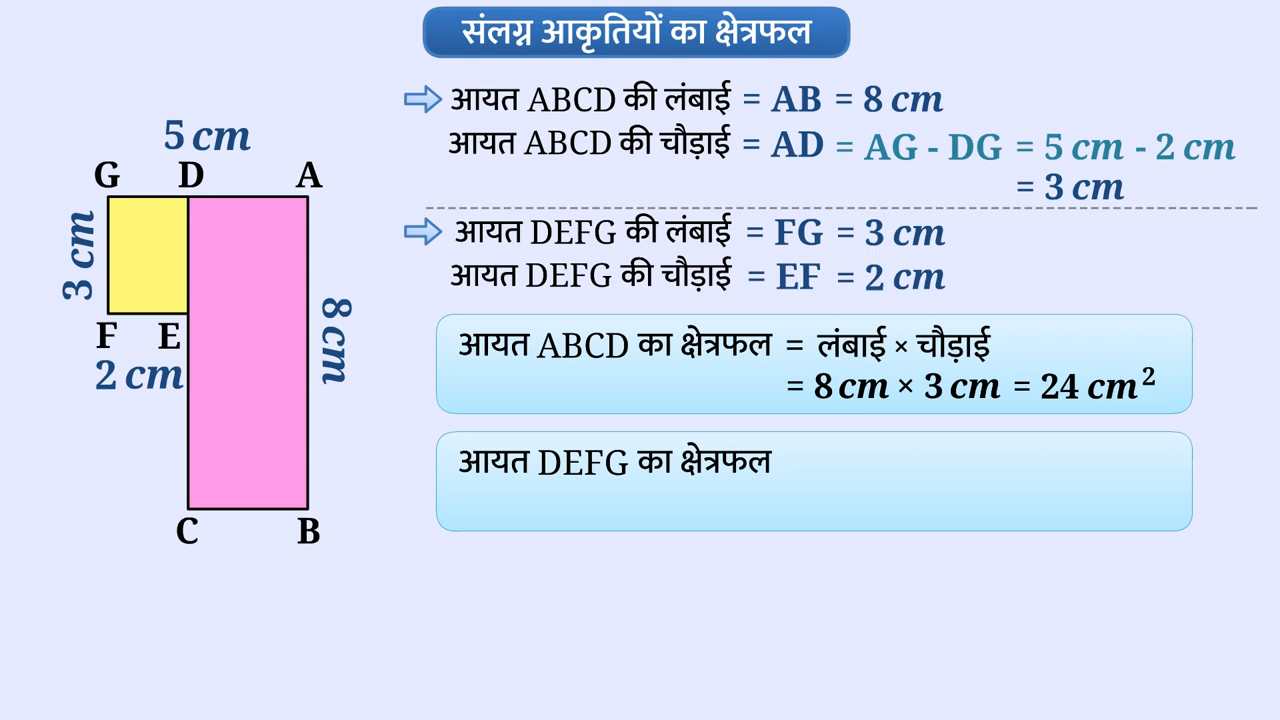 संलग्न आकृतियों का क्षेत्रफल
5 cm
G D A
3 cm
F E
2 cm
8 cm
C B
आयत ABCD की लंबाई = AB = 8 cm
आयत ABCD की चौड़ाई = AD = AG - DG = 5 cm - 2 cm
= 3 cm
आयत DEFG की लंबाई = FG = 3 cm
आयत DEFG की चौड़ाई = EF = 2 cm
आयत ABCD का क्षेत्रफल = लंबाई × चौड़ाई
= 8 cm × 3 cm = 24 cm²
आयत DEFG का क्षेत्रफल